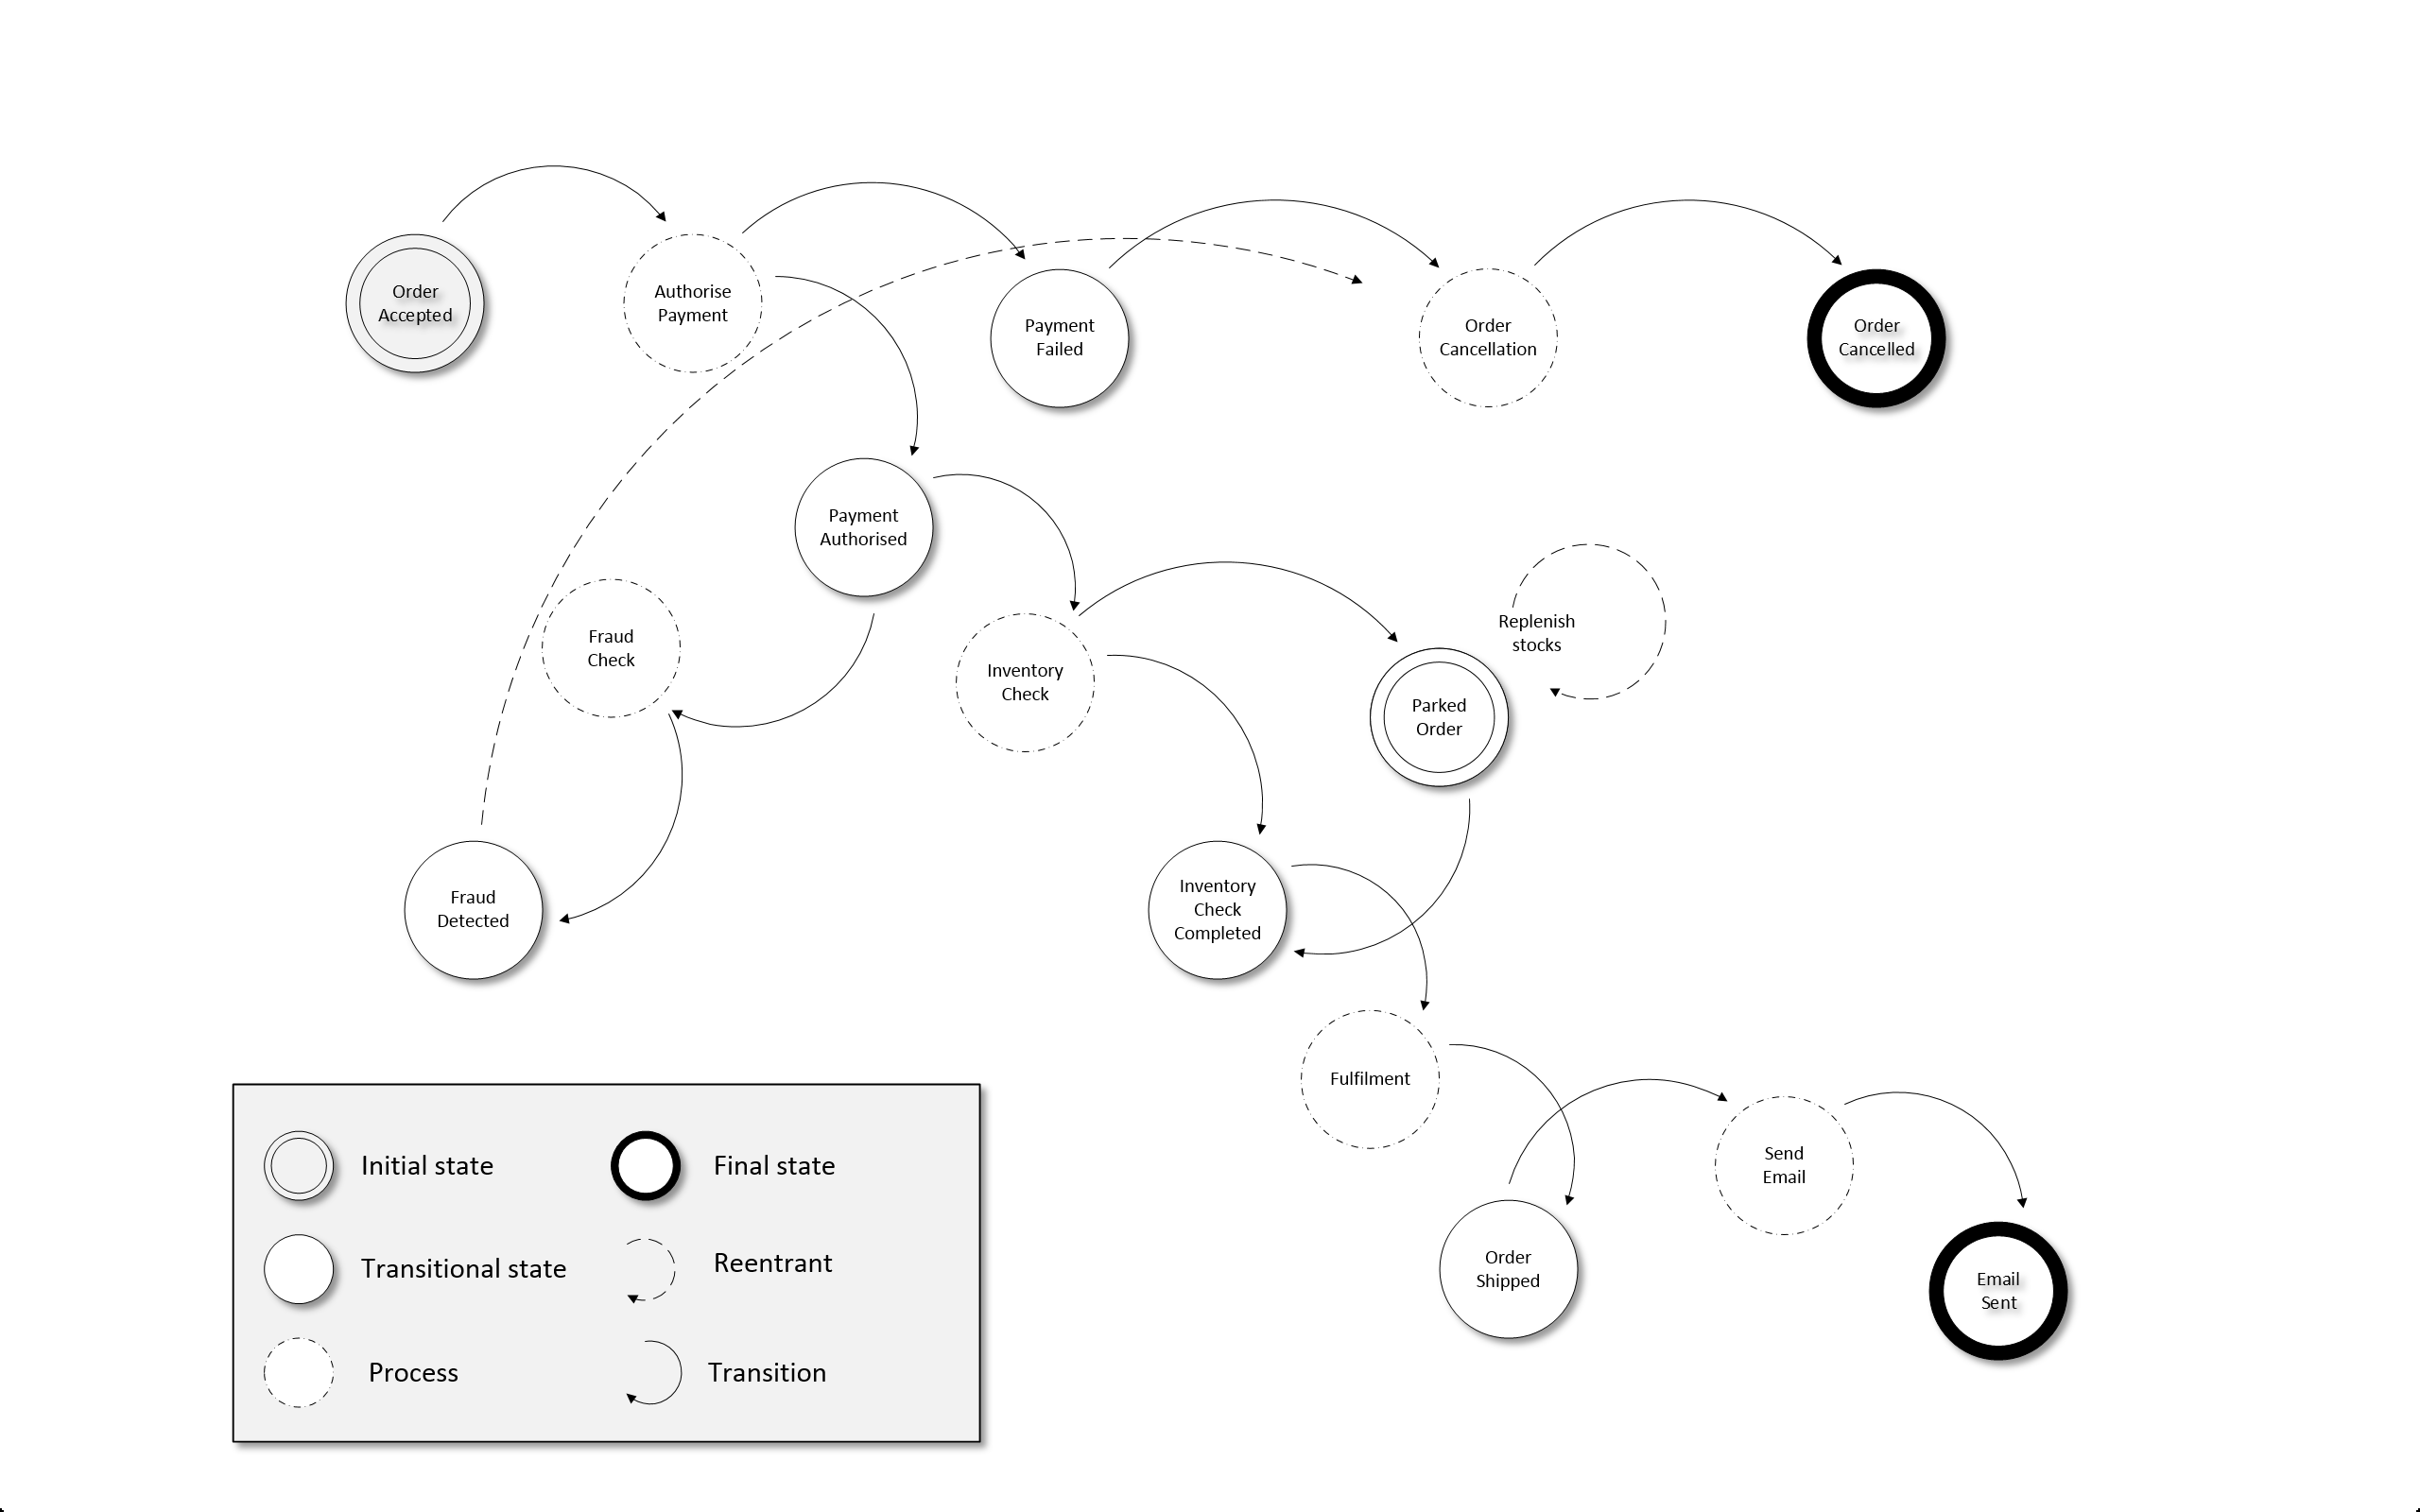 Order
Accepted
Authorise
Payment
Payment
Failed
Order
Cancellation
Order
Cancelled
Payment
Authorised
Fraud
Check
Inventory
Check
Replenish
stocks
Parked
Order
Fraud
Detected
Inventory
Check
Completed
Fulfilment
Send
Email
Order
Shipped
Email
Sent
Initial state
Final state
Transitional state
Reentrant
Process
Transition